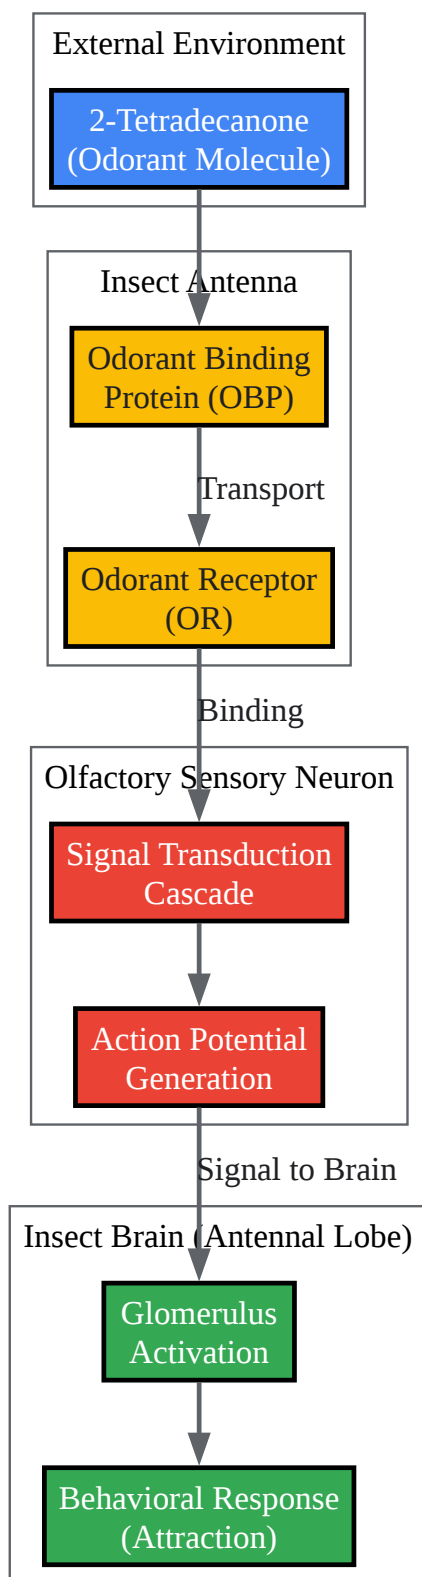 External Environment
2-Tetradecanone
(Odorant Molecule)
Insect Antenna
Odorant Binding
Protein (OBP)
Transport
Odorant Receptor
(OR)
Binding
Olfactory Sensory Neuron
Signal Transduction
Cascade
Action Potential
Generation
Signal to Brain
Insect Brain (Antennal Lobe)
Glomerulus
Activation
Behavioral Response
(Attraction)